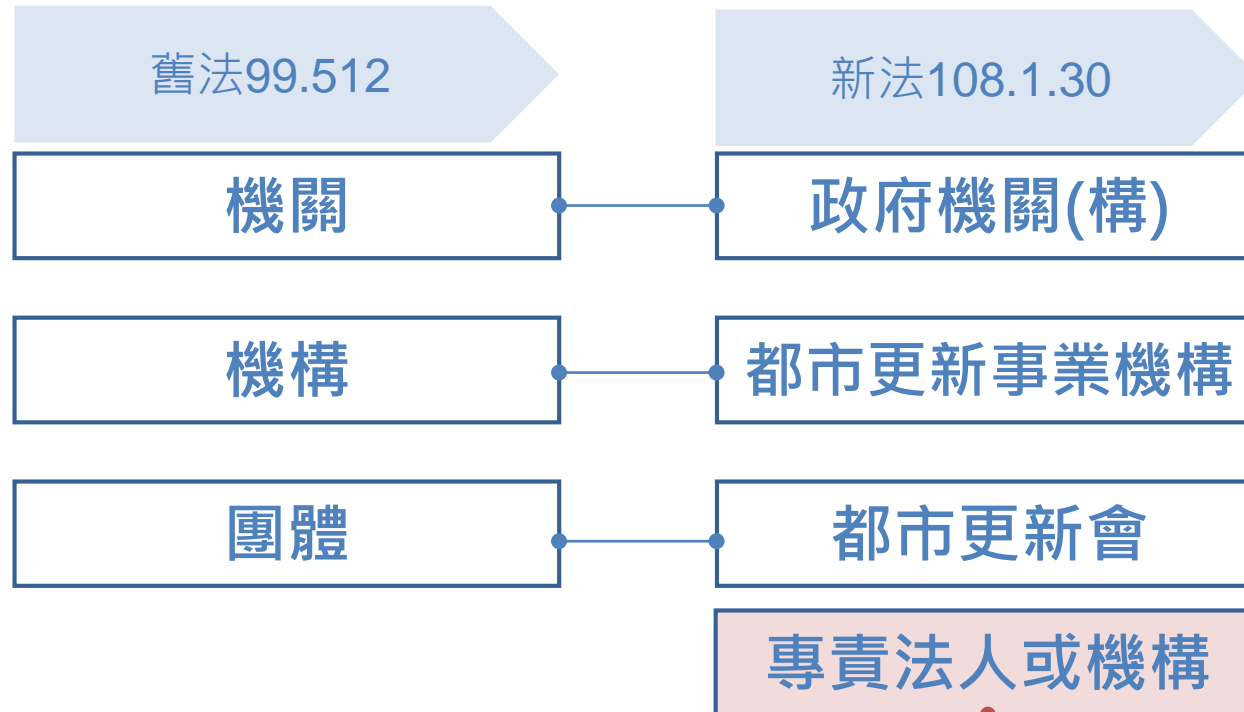 舊法99.512
新法108.1.30
機關
政府機關(構)
機構
都市更新事業機構
團體
都市更新會
專責法人或機構